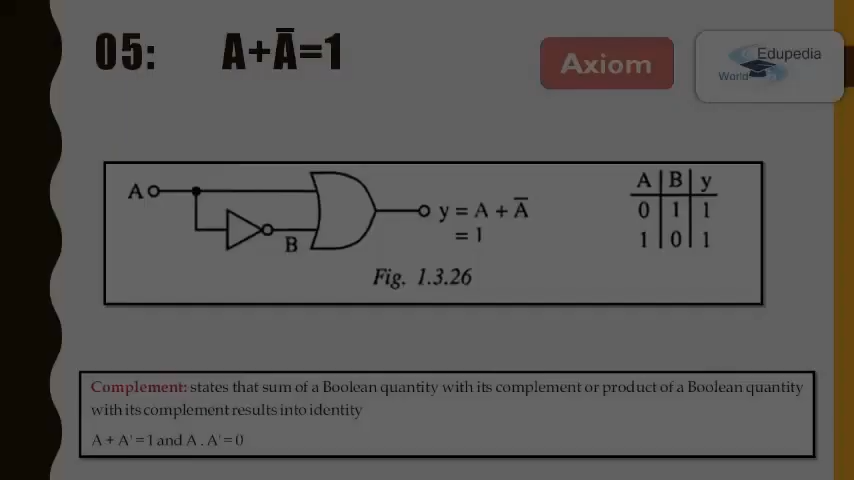 05: A+Ā=1
Axiom
Edupedia
World
A
B
y = A + A̅
= 1
Fig. 1.3.26
A B y
0 1 1
1 0 1
Complement: states that sum of a Boolean quantity with its complement or product of a Boolean quantity
with its complement results into identity
A + A' = 1 and A . A' = 0